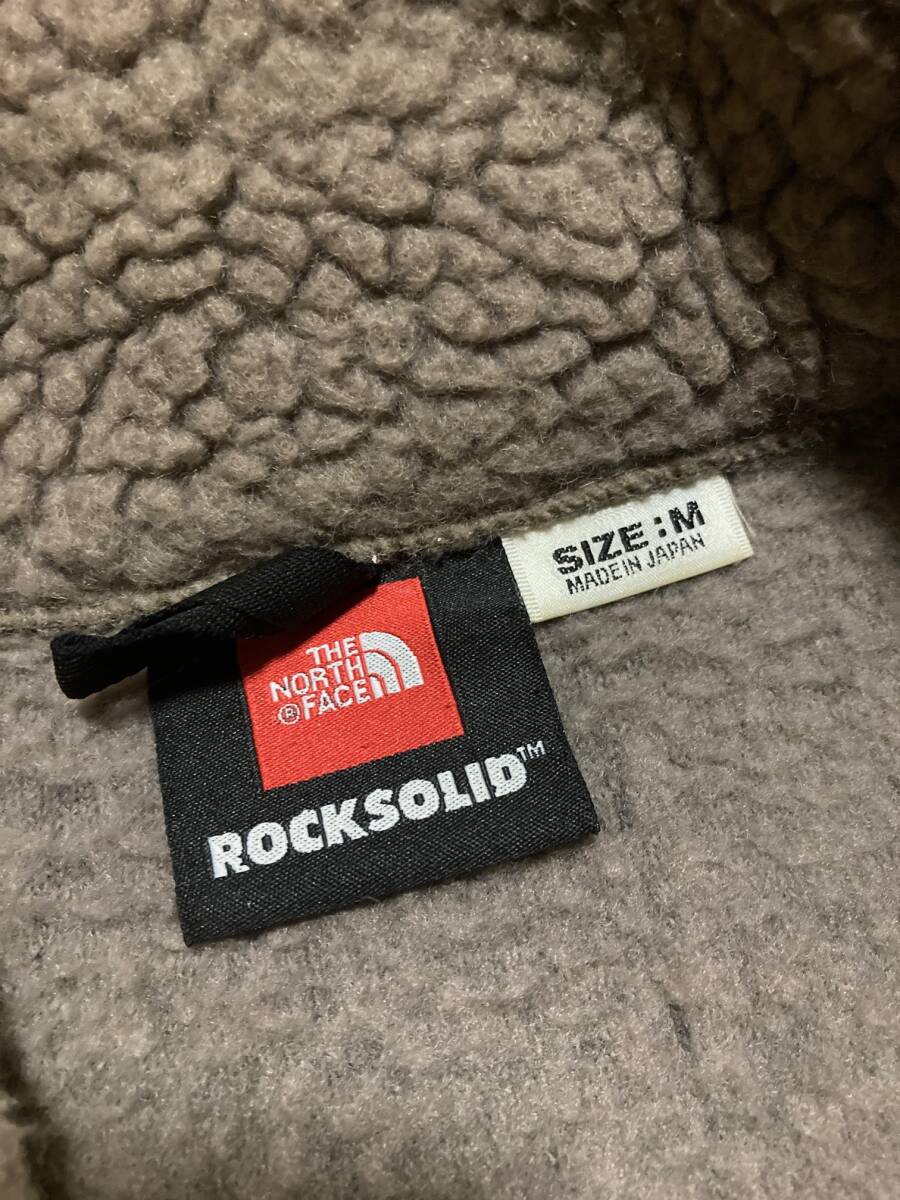 SIZE:M
MADE IN JAPAN
THE
NORTH
® FACE
ROCKSOLID™